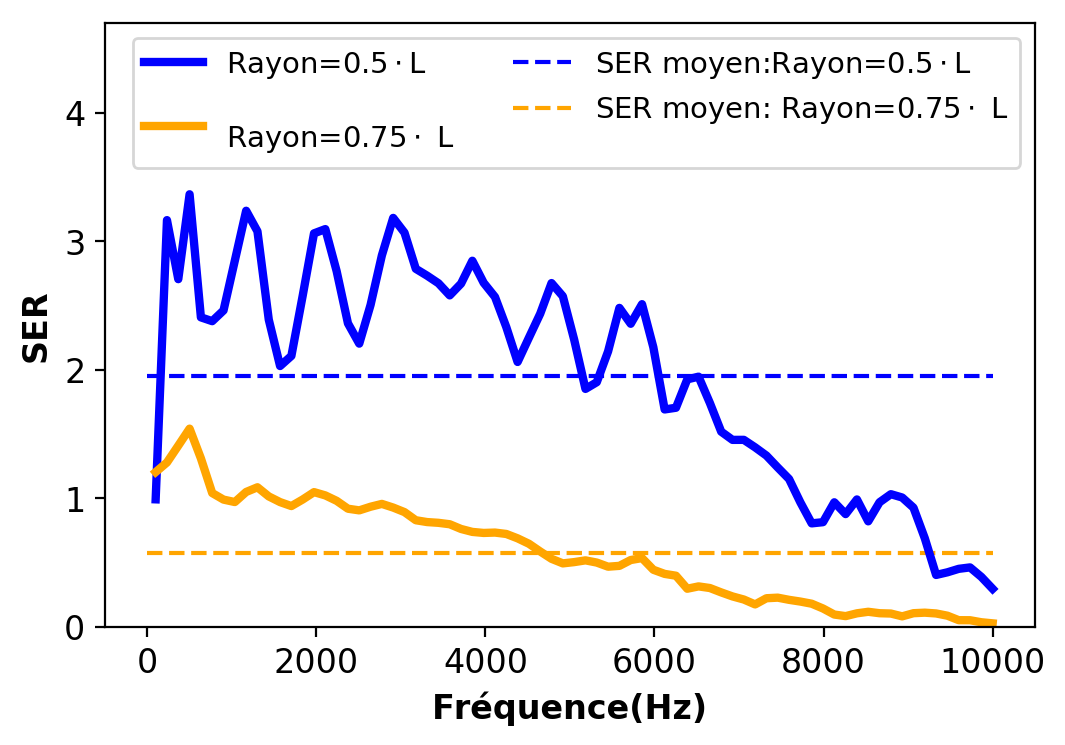 Rayon=0.5 · L
Rayon=0.75 · L
SER moyen:Rayon=0.5 · L
SER moyen: Rayon=0.75 · L
SER
4
3
2
1
0
0 2000 4000 6000 8000 10000
Fréquence(Hz)